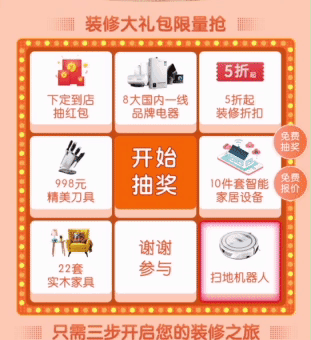 装修大礼包限量抢
下定到店
抽红包
8大国内一线
品牌电器
5折起
5折起
装修折扣
免费
抽奖
998元
精美刀具
开始
抽奖
10件套智能
家居设备
免费
报价
22套
实木家具
谢谢
参与
扫地机器人
只需三步开启您的装修之旅